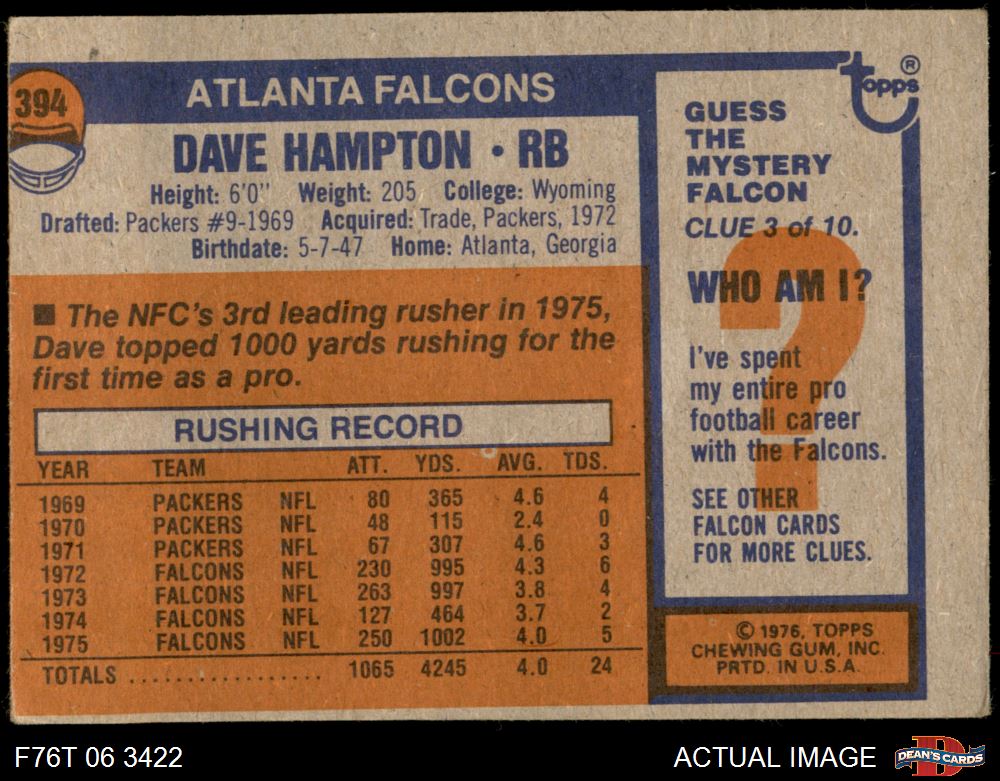 394
ATLANTA FALCONS
DAVE HAMPTON • RB
Height: 6'0" Weight: 205 College: Wyoming
Drafted: Packers #9-1969 Acquired: Trade, Packers, 1972
Birthdate: 5-7-47 Home: Atlanta, Georgia
■ The NFC's 3rd leading rusher in 1975,
Dave topped 1000 yards rushing for the
first time as a pro.
RUSHING RECORD
YEAR TEAM ATT. YDS. AVG. TDS.
1969 PACKERS NFL 80 365 4.6 4
1970 PACKERS NFL 48 115 2.4 0
1971 PACKERS NFL 67 307 4.6 3
1972 FALCONS NFL 230 995 4.3 6
1973 FALCONS NFL 263 997 3.8 4
1974 FALCONS NFL 127 464 3.7 2
1975 FALCONS NFL 250 1002 4.0 5
TOTALS .................. 1065 4245 4.0 24
Topps ®
GUESS
THE
MYSTERY
FALCON
CLUE 3 of 10.
WHO AM I?
?
I've spent
my entire pro
football career
with the Falcons.
SEE OTHER
FALCON CARDS
FOR MORE CLUES.
© 1976, TOPPS
CHEWING GUM, INC.
PRTD. IN U.S.A.
F76T 06 3422
ACTUAL IMAGE
D
DEAN'S CARDS